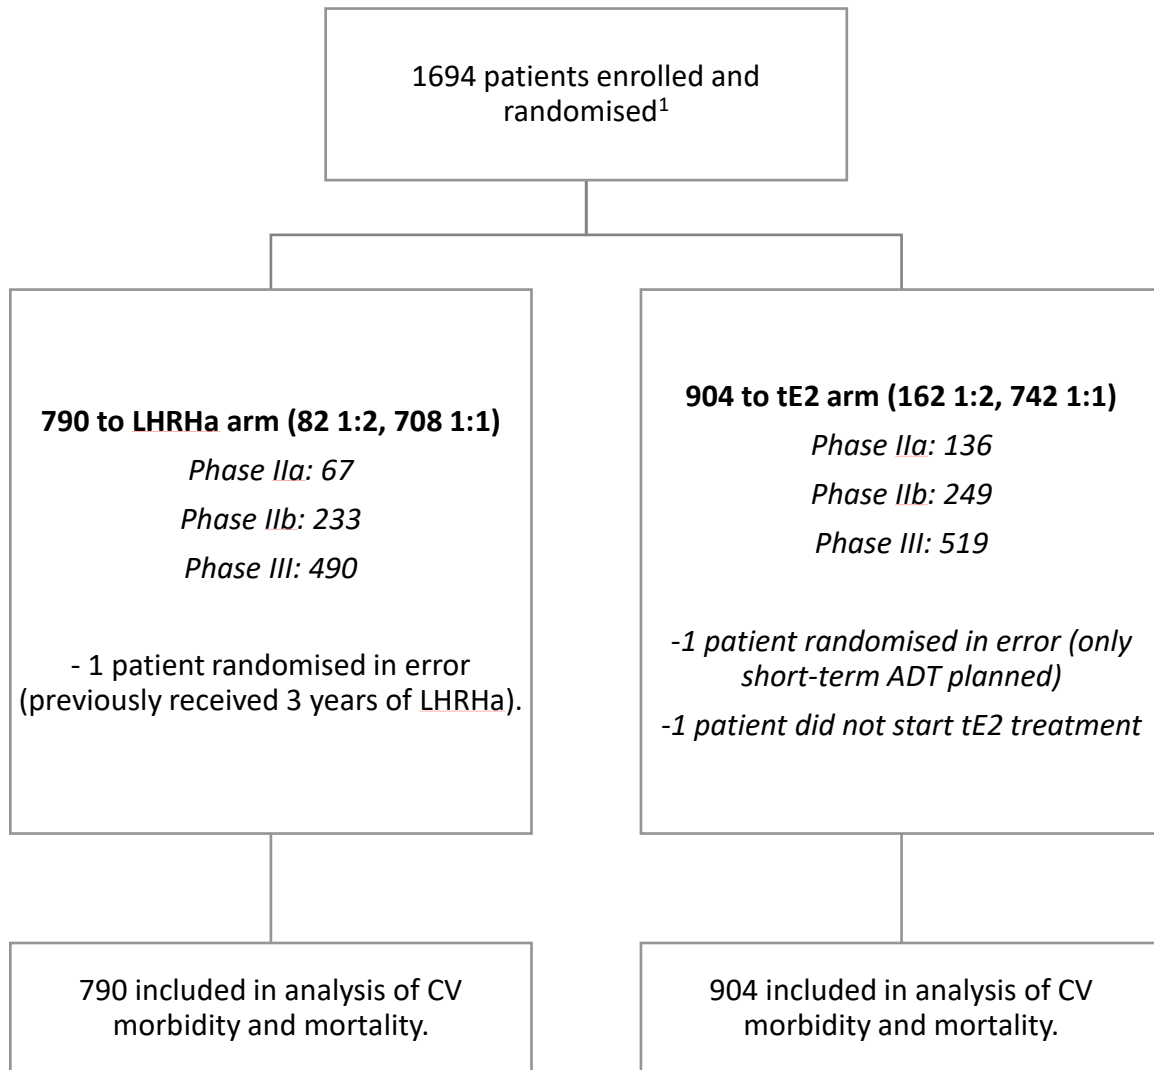 1694 patients enrolled and
randomised¹
790 to LHRHa arm (82 1:2, 708 1:1)
Phase IIa: 67
Phase IIb: 233
Phase III: 490
- 1 patient randomised in error
(previously received 3 years of LHRHa).
904 to tE2 arm (162 1:2, 742 1:1)
Phase IIa: 136
Phase IIb: 249
Phase III: 519
-1 patient randomised in error (only
short-term ADT planned)
-1 patient did not start tE2 treatment
790 included in analysis of CV
morbidity and mortality.
904 included in analysis of CV
morbidity and mortality.